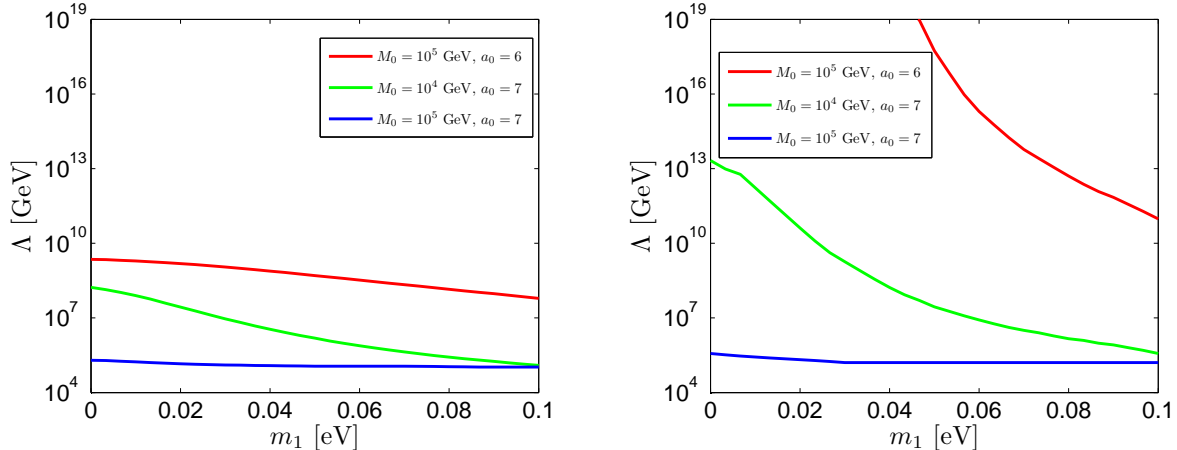 10^19
10^16
10^13
10^10
10^7
10^4
Λ [GeV]
M_0 = 10^5 GeV, a_0 = 6
M_0 = 10^4 GeV, a_0 = 7
M_0 = 10^5 GeV, a_0 = 7
0 0.02 0.04 0.06 0.08 0.1
m_1 [eV]
10^19
10^16
10^13
10^10
10^7
10^4
Λ [GeV]
M_0 = 10^5 GeV, a_0 = 6
M_0 = 10^4 GeV, a_0 = 7
M_0 = 10^5 GeV, a_0 = 7
0 0.02 0.04 0.06 0.08 0.1
m_1 [eV]